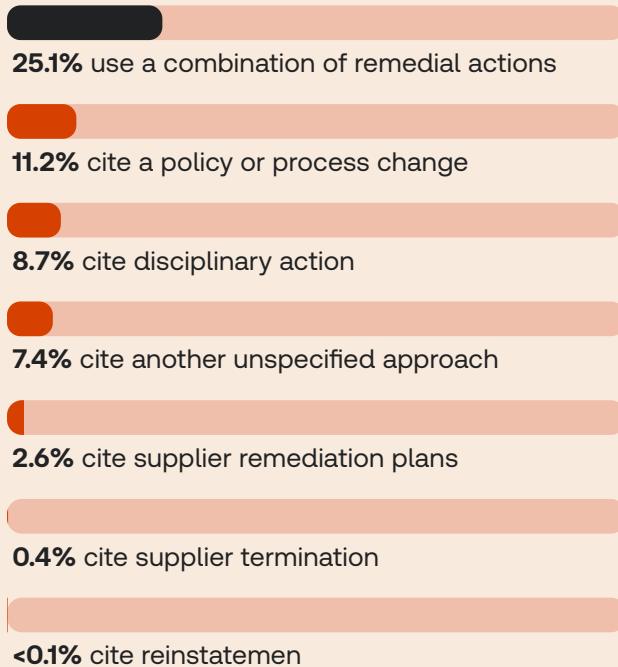 25.1% use a combination of remedial actions
11.2% cite a policy or process change
8.7% cite disciplinary action
7.4% cite another unspecified approach
2.6% cite supplier remediation plans
0.4% cite supplier termination
<0.1% cite reinstatemen